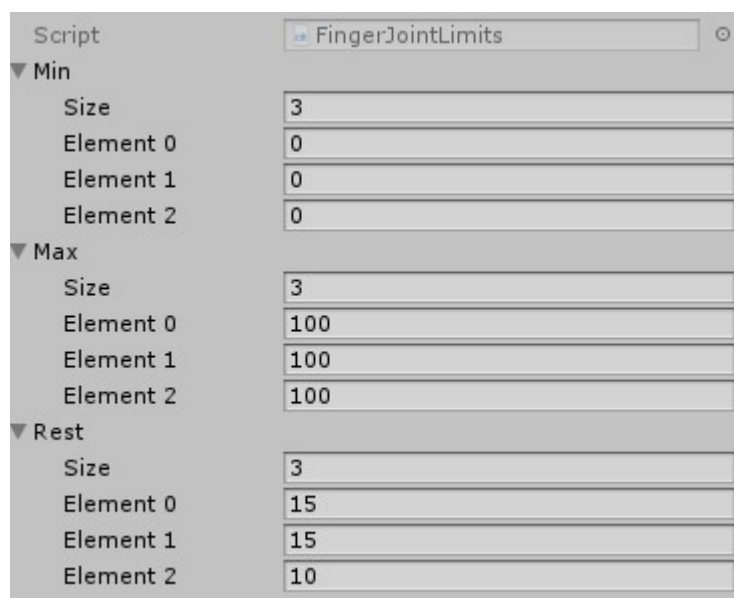 Script FingerJointLimits
Min
Size 3
Element 0 0
Element 1 0
Element 2 0
Max
Size 3
Element 0 100
Element 1 100
Element 2 100
Rest
Size 3
Element 0 15
Element 1 15
Element 2 10